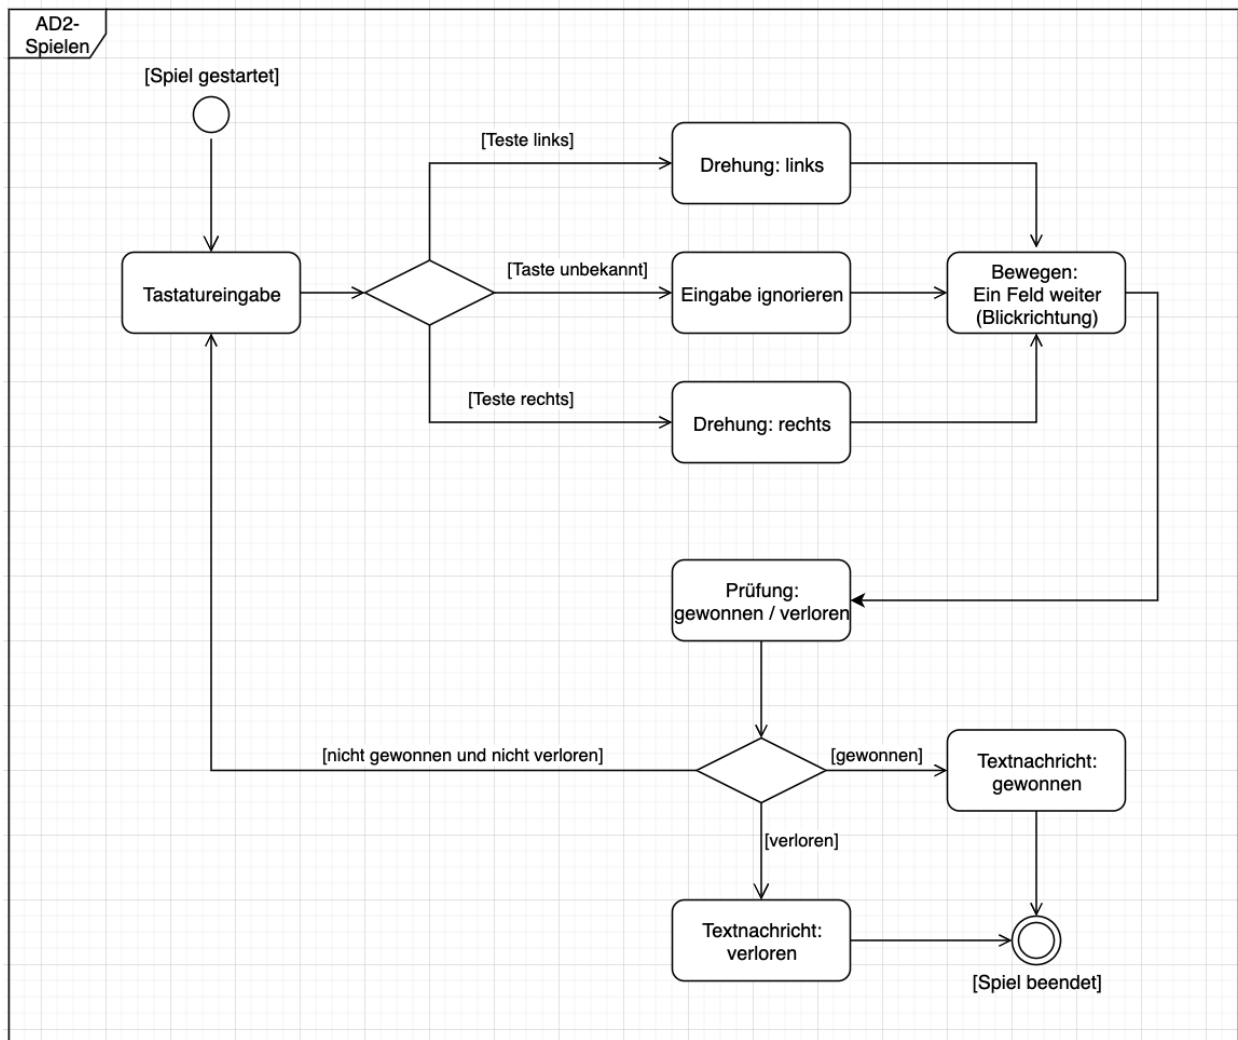 AD2-
Spielen
[Spiel gestartet]
[Teste links]
Drehung: links
[Taste unbekannt]
Tastatureingabe
Eingabe ignorieren
Bewegen:
Ein Feld weiter
(Blickrichtung)
[Teste rechts]
Drehung: rechts
Prüfung:
gewonnen / verloren
[nicht gewonnen und nicht verloren]
[gewonnen]
Textnachricht:
gewonnen
[verloren]
Textnachricht:
verloren
[Spiel beendet]